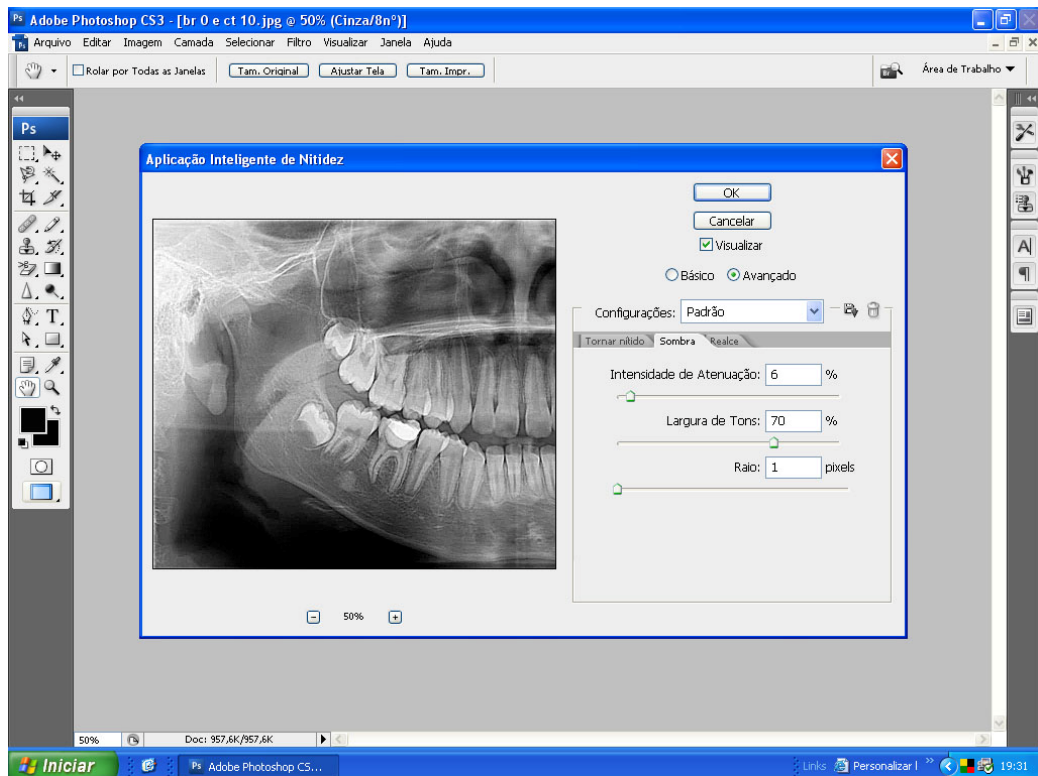 Adobe Photoshop CS3 - [br 0 e ct 10.jpg @ 50% (Cinza/8n°)]
Arquivo Editar Imagem Camada Selecionar Filtro Visualizar Janela Ajuda
Rolar por Todas as Janelas Tam. Original Ajustar Tela Tam. Impr. Área de Trabalho
Ps
Aplicação Inteligente de Nitidez
OK
Cancelar
Visualizar
Básico Avançado
Configurações: Padrão
Tornar nítido Sombra Realce
Intensidade de Atenuação: 6 %
Largura de Tons: 70 %
Raio: 1 pixels
50%
50% Doc: 957,6K/957,6K
Iniciar Ps Adobe Photoshop CS... Links Personalizar l 19:31